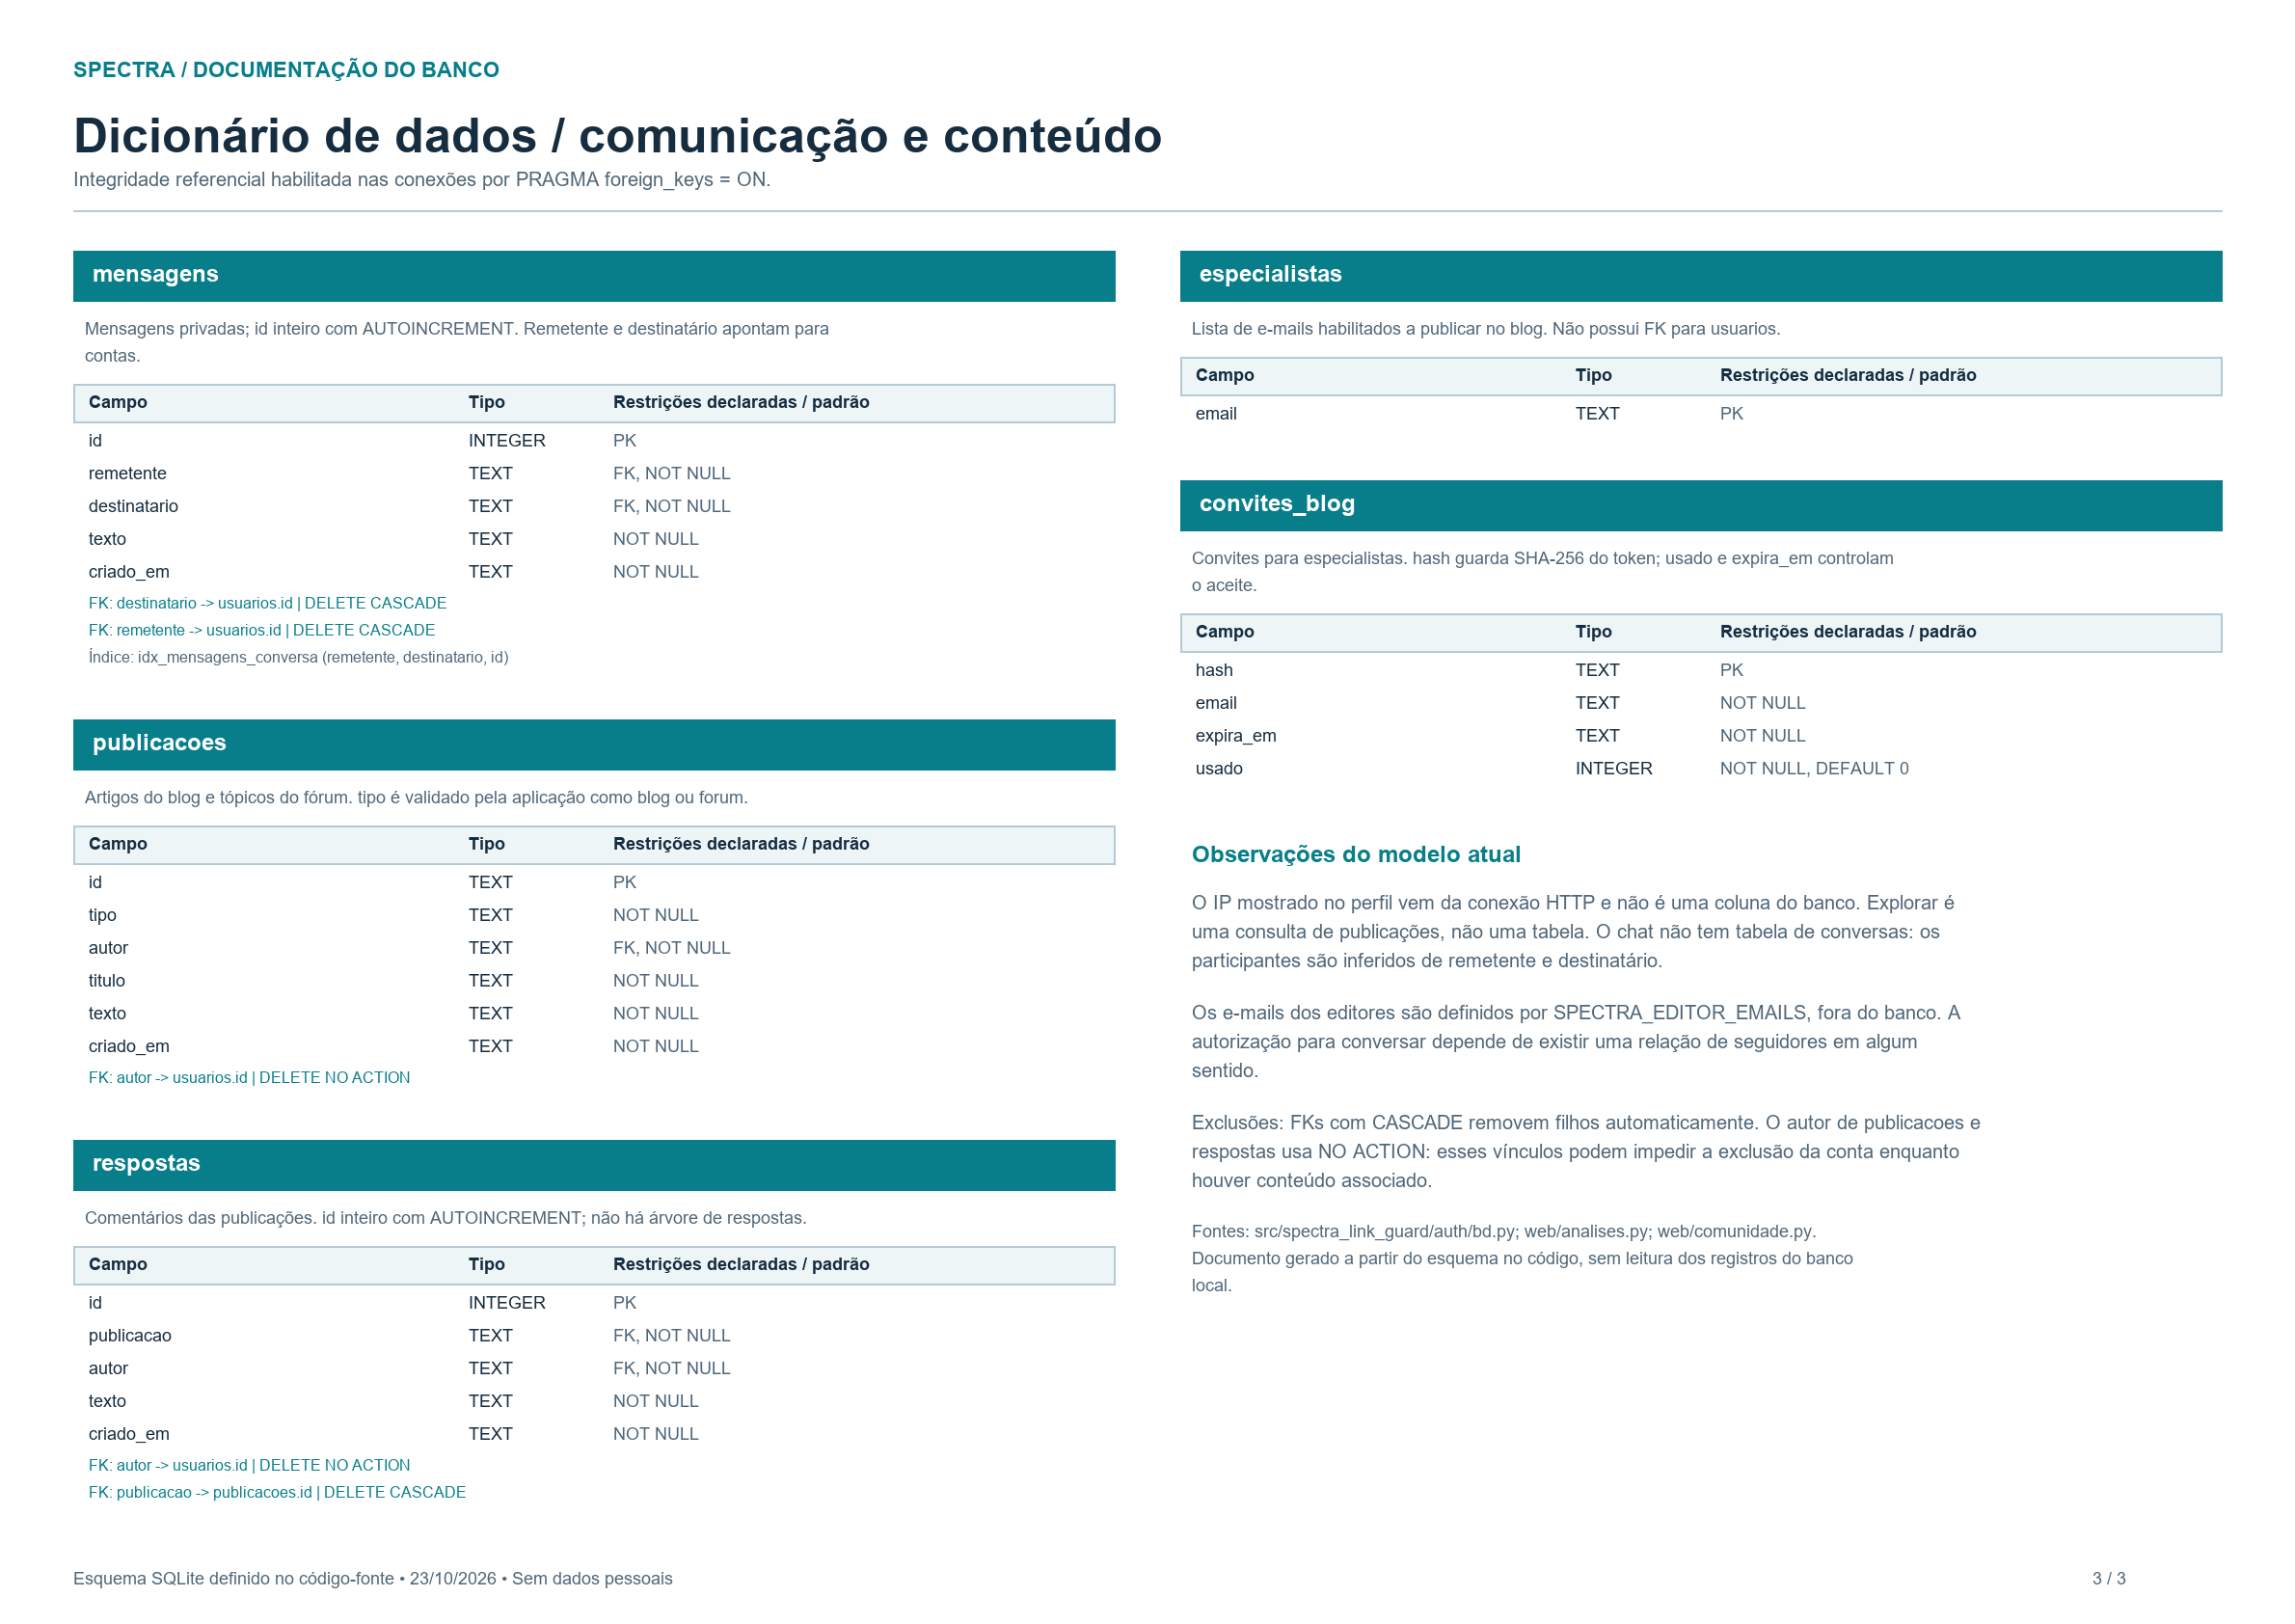 SPECTRA / DOCUMENTAÇÃO DO BANCO
Dicionário de dados / comunicação e conteúdo
Integridade referencial habilitada nas conexões por PRAGMA foreign_keys = ON.
mensagens
Mensagens privadas; id inteiro com AUTOINCREMENT. Remetente e destinatário apontam para
contas.
Campo Tipo Restrições declaradas / padrão
id INTEGER PK
remetente TEXT FK, NOT NULL
destinatario TEXT FK, NOT NULL
texto TEXT NOT NULL
criado_em TEXT NOT NULL
FK: destinatario -> usuarios.id | DELETE CASCADE
FK: remetente -> usuarios.id | DELETE CASCADE
Índice: idx_mensagens_conversa (remetente, destinatario, id)
publicacoes
Artigos do blog e tópicos do fórum. tipo é validado pela aplicação como blog ou forum.
Campo Tipo Restrições declaradas / padrão
id TEXT PK
tipo TEXT NOT NULL
autor TEXT FK, NOT NULL
titulo TEXT NOT NULL
texto TEXT NOT NULL
criado_em TEXT NOT NULL
FK: autor -> usuarios.id | DELETE NO ACTION
respostas
Comentários das publicações. id inteiro com AUTOINCREMENT; não há árvore de respostas.
Campo Tipo Restrições declaradas / padrão
id INTEGER PK
publicacao TEXT FK, NOT NULL
autor TEXT FK, NOT NULL
texto TEXT NOT NULL
criado_em TEXT NOT NULL
FK: autor -> usuarios.id | DELETE NO ACTION
FK: publicacao -> publicacoes.id | DELETE CASCADE
especialistas
Lista de e-mails habilitados a publicar no blog. Não possui FK para usuarios.
Campo Tipo Restrições declaradas / padrão
email TEXT PK
convites_blog
Convites para especialistas. hash guarda SHA-256 do token; usado e expira_em controlam
o aceite.
Campo Tipo Restrições declaradas / padrão
hash TEXT PK
email TEXT NOT NULL
expira_em TEXT NOT NULL
usado INTEGER NOT NULL, DEFAULT 0
Observações do modelo atual
O IP mostrado no perfil vem da conexão HTTP e não é uma coluna do banco. Explorar é
uma consulta de publicações, não uma tabela. O chat não tem tabela de conversas: os
participantes são inferidos de remetente e destinatário.
Os e-mails dos editores são definidos por SPECTRA_EDITOR_EMAILS, fora do banco. A
autorização para conversar depende de existir uma relação de seguidores em algum
sentido.
Exclusões: FKs com CASCADE removem filhos automaticamente. O autor de publicacoes e
respostas usa NO ACTION: esses vínculos podem impedir a exclusão da conta enquanto
houver conteúdo associado.
Fontes: src/spectra_link_guard/auth/bd.py; web/analises.py; web/comunidade.py.
Documento gerado a partir do esquema no código, sem leitura dos registros do banco
local.
Esquema SQLite definido no código-fonte • 23/10/2026 • Sem dados pessoais
3 / 3